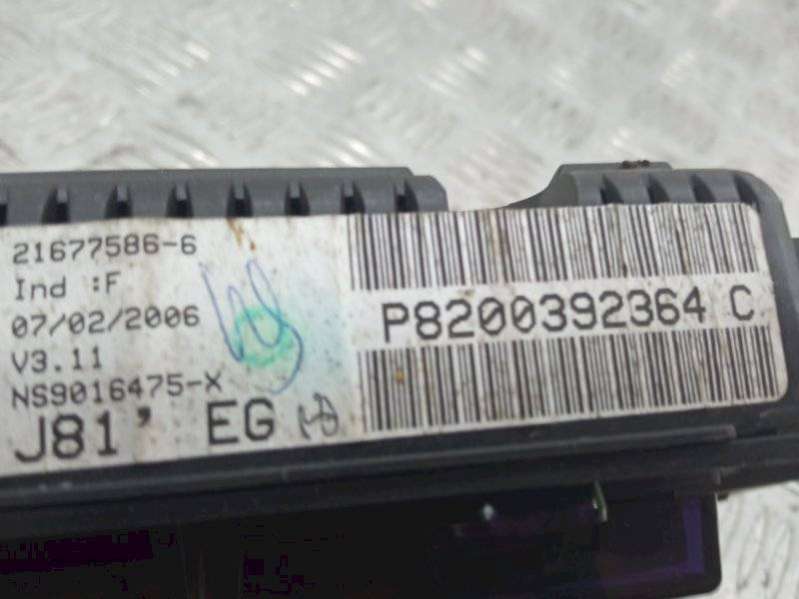 21677586-6
Ind :F
07/02/2006
V3.11
NS9016475-X
J81' EG
P8200392364 C